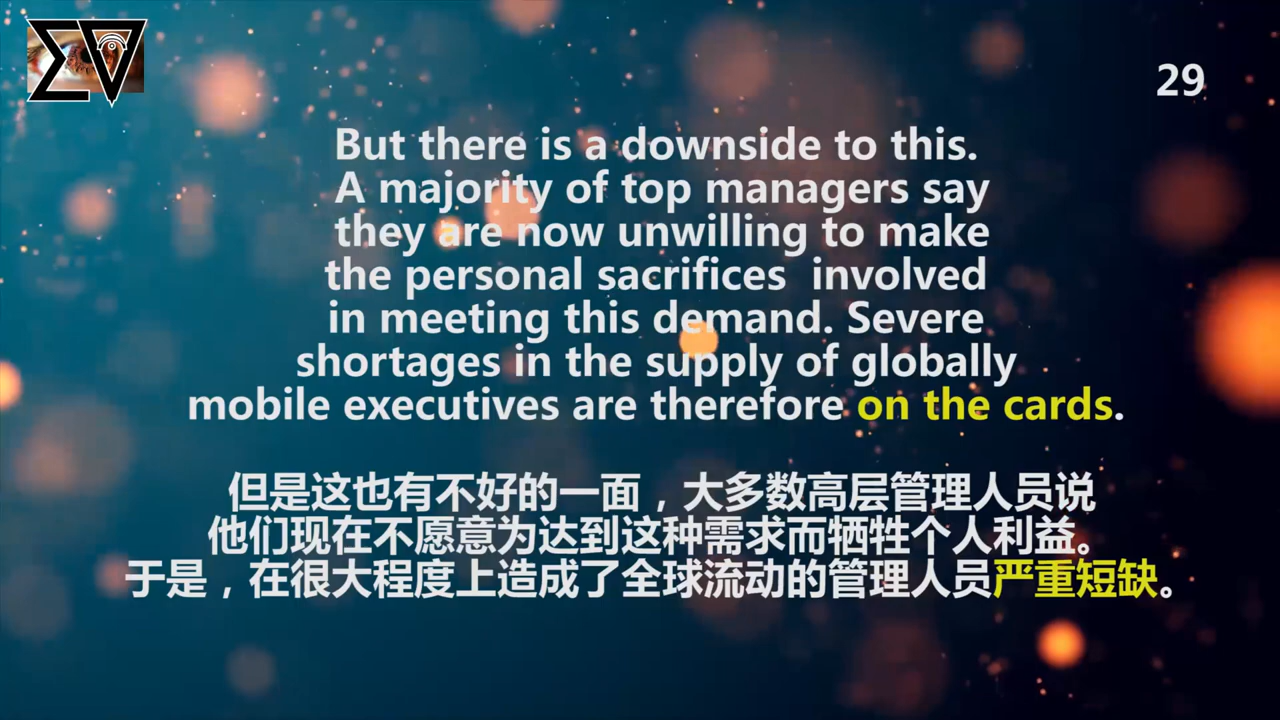 29
But there is a downside to this.
A majority of top managers say
they are now unwilling to make
the personal sacrifices involved
in meeting this demand. Severe
shortages in the supply of globally
mobile executives are therefore on the cards.
但是这也有不好的一面，大多数高层管理人员说
他们现在不愿意为达到这种需求而牺牲个人利益。
于是，在很大程度上造成了全球流动的管理人员严重短缺。